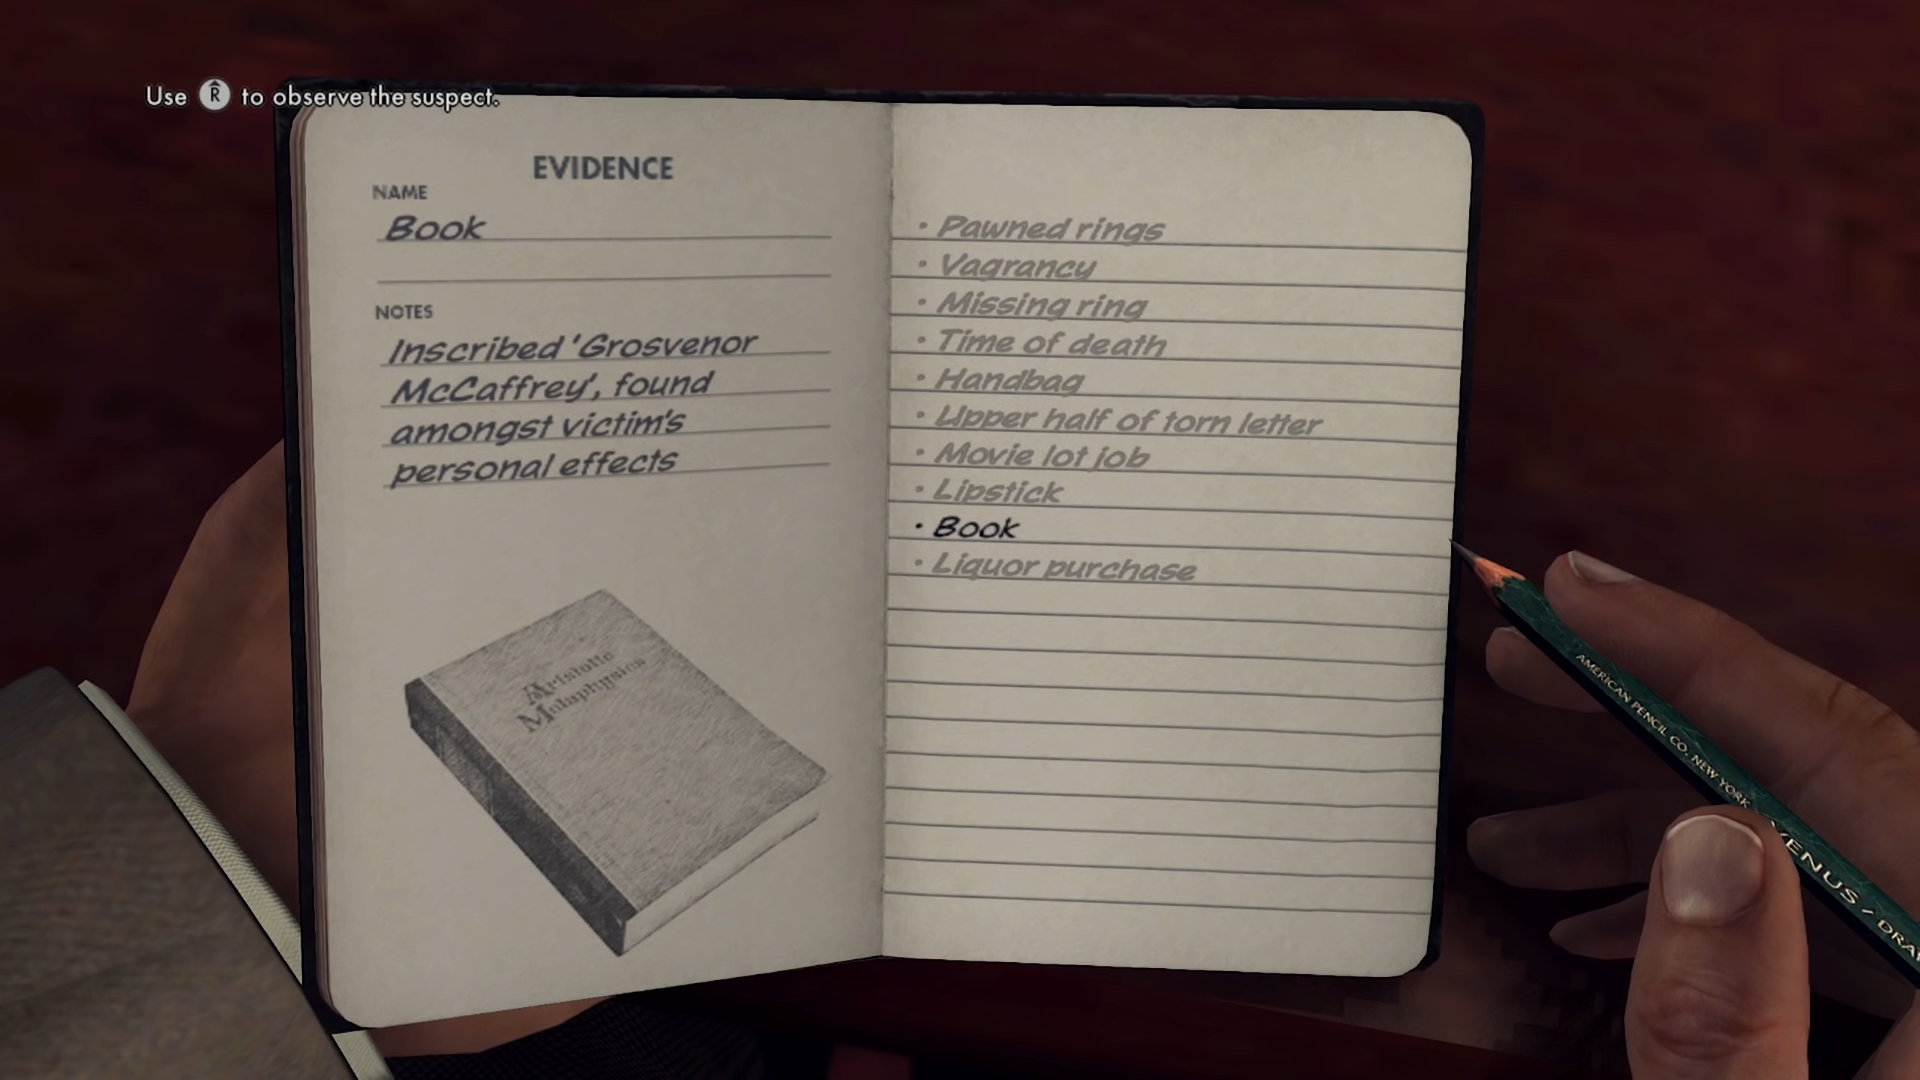 Use R to observe the suspect.
EVIDENCE
NAME
Book
NOTES
Inscribed 'Grosvenor
McCaffrey', found
amongst victim's
personal effects
Aristotle
Metaphysics
• Pawned rings
• Vagrancy
• Missing ring
• Time of death
• Handbag
• Upper half of torn letter
• Movie lot job
• Lipstick
• Book
• Liquor purchase
AMERICAN PENCIL CO. NEW YORK
VENUS / DRA